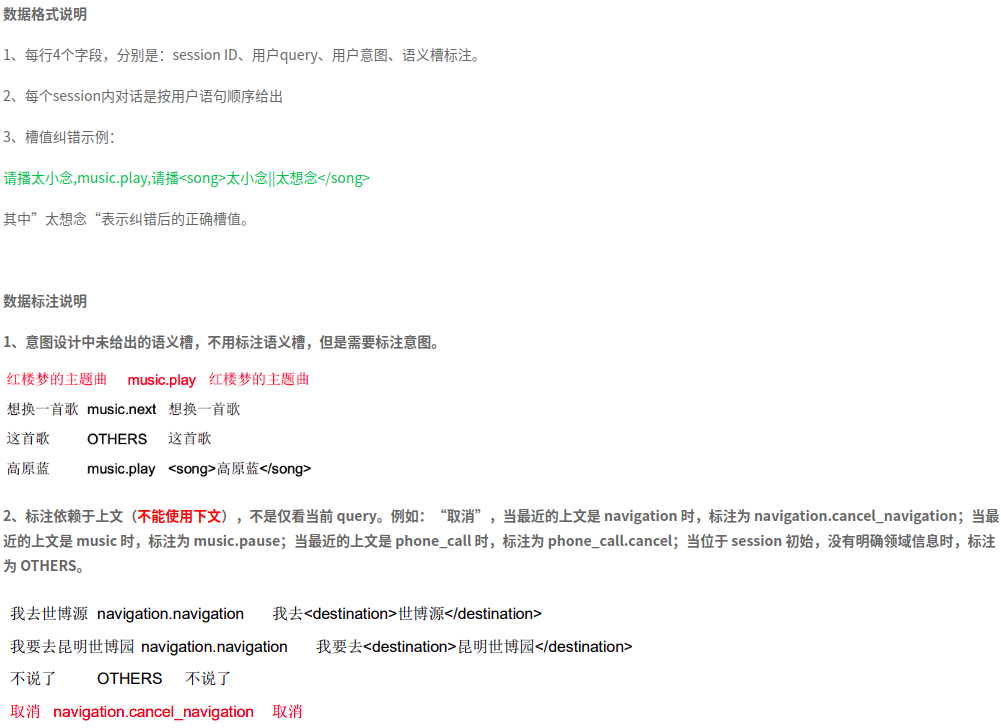 数据格式说明
1、每行4个字段，分别是：session ID、用户query、用户意图、语义槽标注。
2、每个session内对话是按用户语句顺序给出
3、槽值纠错示例：
请播太小念,music.play,请播<song>太小念||太想念</song>
其中”太想念“表示纠错后的正确槽值。
数据标注说明
1、意图设计中未给出的语义槽，不用标注语义槽，但是需要标注意图。
红楼梦的主题曲 music.play 红楼梦的主题曲
想换一首歌 music.next 想换一首歌
这首歌 OTHERS 这首歌
高原蓝 music.play <song>高原蓝</song>
2、标注依赖于上文（不能使用下文），不是仅看当前 query。例如：“取消”，当最近的上文是 navigation 时，标注为 navigation.cancel_navigation；当最
近的上文是 music 时，标注为 music.pause；当最近的上文是 phone_call 时，标注为 phone_call.cancel；当位于 session 初始，没有明确领域信息时，标注
为 OTHERS。
我去世博源 navigation.navigation 我去<destination>世博源</destination>
我要去昆明世博园 navigation.navigation 我要去<destination>昆明世博园</destination>
不说了 OTHERS 不说了
取消 navigation.cancel_navigation 取消